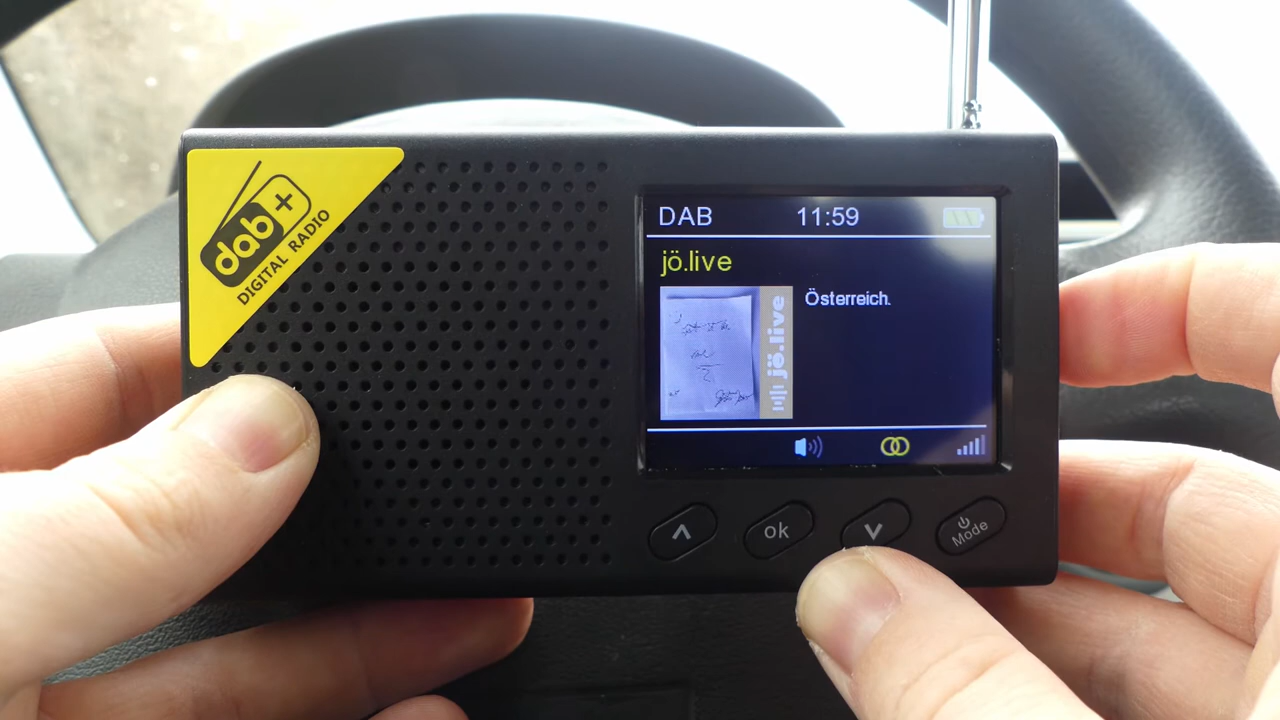 dab+
DIGITAL RADIO
DAB 11:59
jö.live
Österreich.
jö.live
ok
Mode